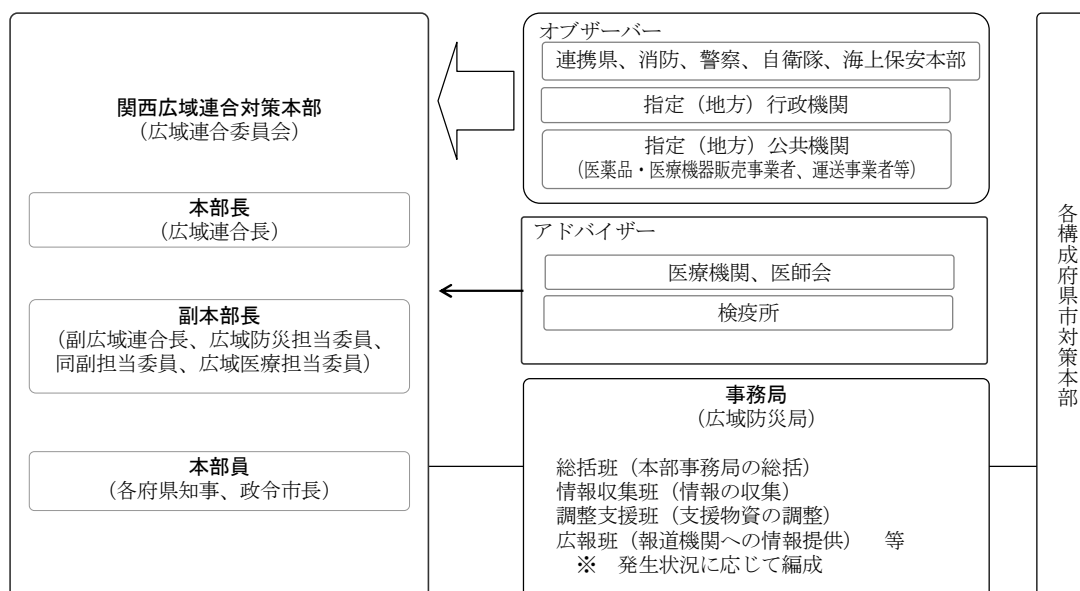 関西広域連合対策本部
（広域連合委員会）
本部長
（広域連合長）
副本部長
（副広域連合長、広域防災担当委員、
同副担当委員、広域医療担当委員）
本部員
（各府県知事、政令市長）
オブザーバー
連携県、消防、警察、自衛隊、海上保安本部
指定（地方）行政機関
指定（地方）公共機関
（医薬品・医療機器販売事業者、運送事業者等）
アドバイザー
医療機関、医師会
検疫所
事務局
（広域防災局）
総括班（本部事務局の総括）
情報収集班（情報の収集）
調整支援班（支援物資の調整）
広報班（報道機関への情報提供）　等
※　発生状況に応じて編成
各構成府県市対策本部